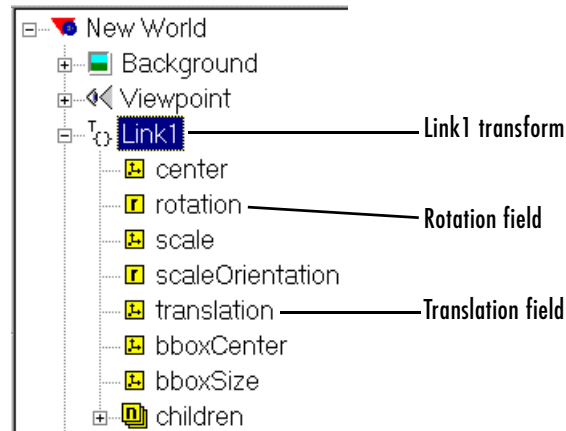 New World
Background
Viewpoint
T{} Link1 Link1 transform
center
r rotation Rotation field
scale
r scaleOrientation
translation Translation field
bboxCenter
bboxSize
n children